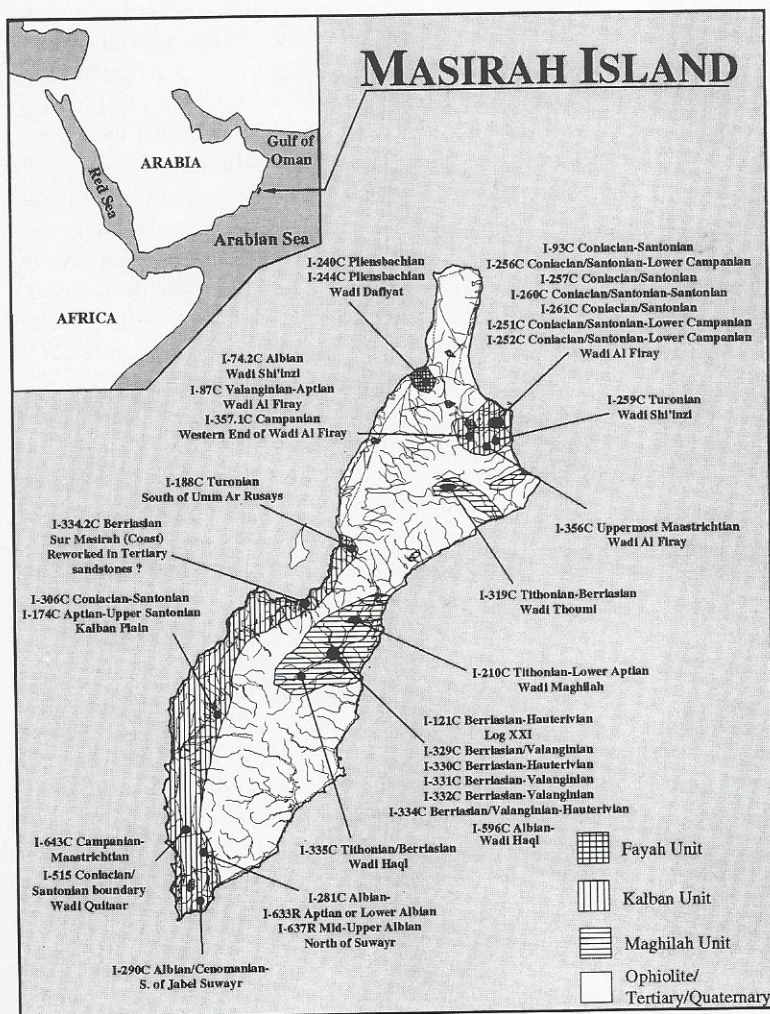 MASIRAH ISLAND
Gulf of
Oman
ARABIA
Red Sea
Arabian Sea
AFRICA
I-240C Pliensbachian
I-244C Pliensbachian
Wadi Dafiyat
I-93C Coniacian-Santonian
I-256C Coniacian/Santonian-Lower Campanian
I-257C Coniacian/Santonian
I-260C Coniacian/Santonian-Santonian
I-261C Coniacian/Santonian
I-251C Coniacian/Santonian-Lower Campanian
I-252C Coniacian/Santonian-Lower Campanian
Wadi Al Firay
I-74.2C Albian
Wadi Shi'inzi
I-87C Valanginian-Aptian
Wadi Al Firay
I-357.1C Campanian
Western End of Wadi Al Firay
I-259C Turonian
Wadi Shi'inzi
I-188C Turonian
South of Umm Ar Rusays
I-356C Uppermost Maastrichtian
Wadi Al Firay
I-334.2C Berriasian
Sur Masirah (Coast)
Reworked in Tertiary
sandstones ?
I-319C Tithonian-Berriasian
Wadi Thoumi
I-306C Coniacian-Santonian
I-174C Aptian-Upper Santonian
Kalban Plain
I-210C Tithonian-Lower Aptian
Wadi Maghilah
I-121C Berriasian-Hauterivian
Log XXI
I-329C Berriasian/Valanginian
I-330C Berriasian-Hauterivian
I-331C Berriasian-Valanginian
I-332C Berriasian-Valanginian
I-334C Berriasian/Valanginian-Hauterivian
I-596C Albian-
Wadi Haql
I-335C Tithonian/Berriasian
Wadi Haql
I-643C Campanian-
Maastrichtian
I-515 Coniacian/
Santonian boundary
Wadi Quitaar
I-281C Albian-
I-633R Aptian or Lower Albian
I-637R Mid-Upper Albian
North of Suwayr
I-290C Albian/Cenomanian-
S. of Jabel Suwayr
Fayah Unit
Kalban Unit
Maghilah Unit
Ophiolite/
Tertiary/Quaternary